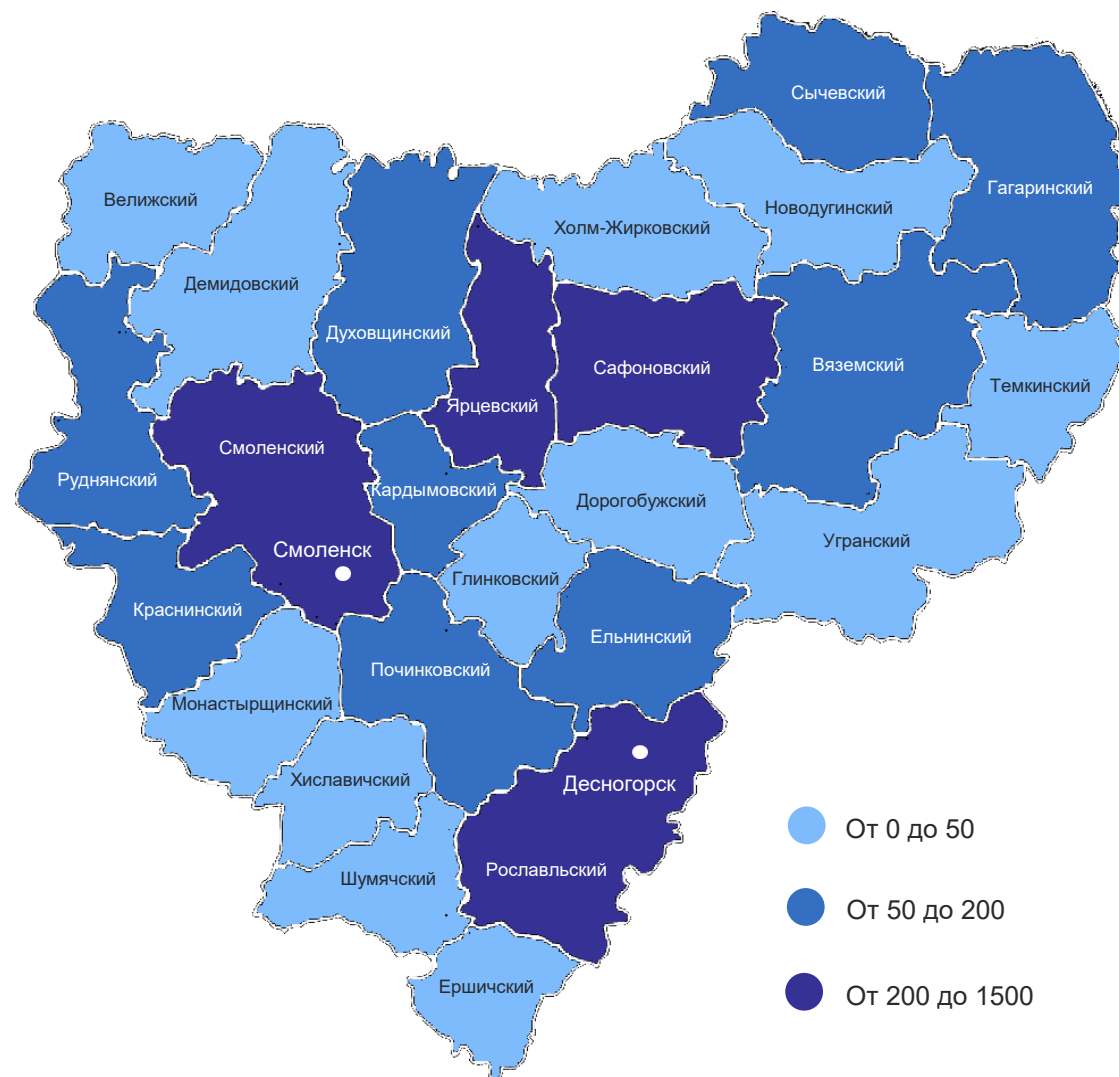 Сычевский
Гагаринский
Велижский
Новодугинский
Холм-Жирковский
Демидовский
Духовщинский
Сафоновский
Вяземский
Темкинский
Ярцевский
Смоленский
Руднянский
Кардымовский
Дорогобужский
Угранский
Смоленск
Глинковский
Краснинский
Ельнинский
Починковский
Монастырщинский
Хиславичский
Десногорск
От 0 до 50
Рославльский
Шумячский
От 50 до 200
Ершичский
От 200 до 1500